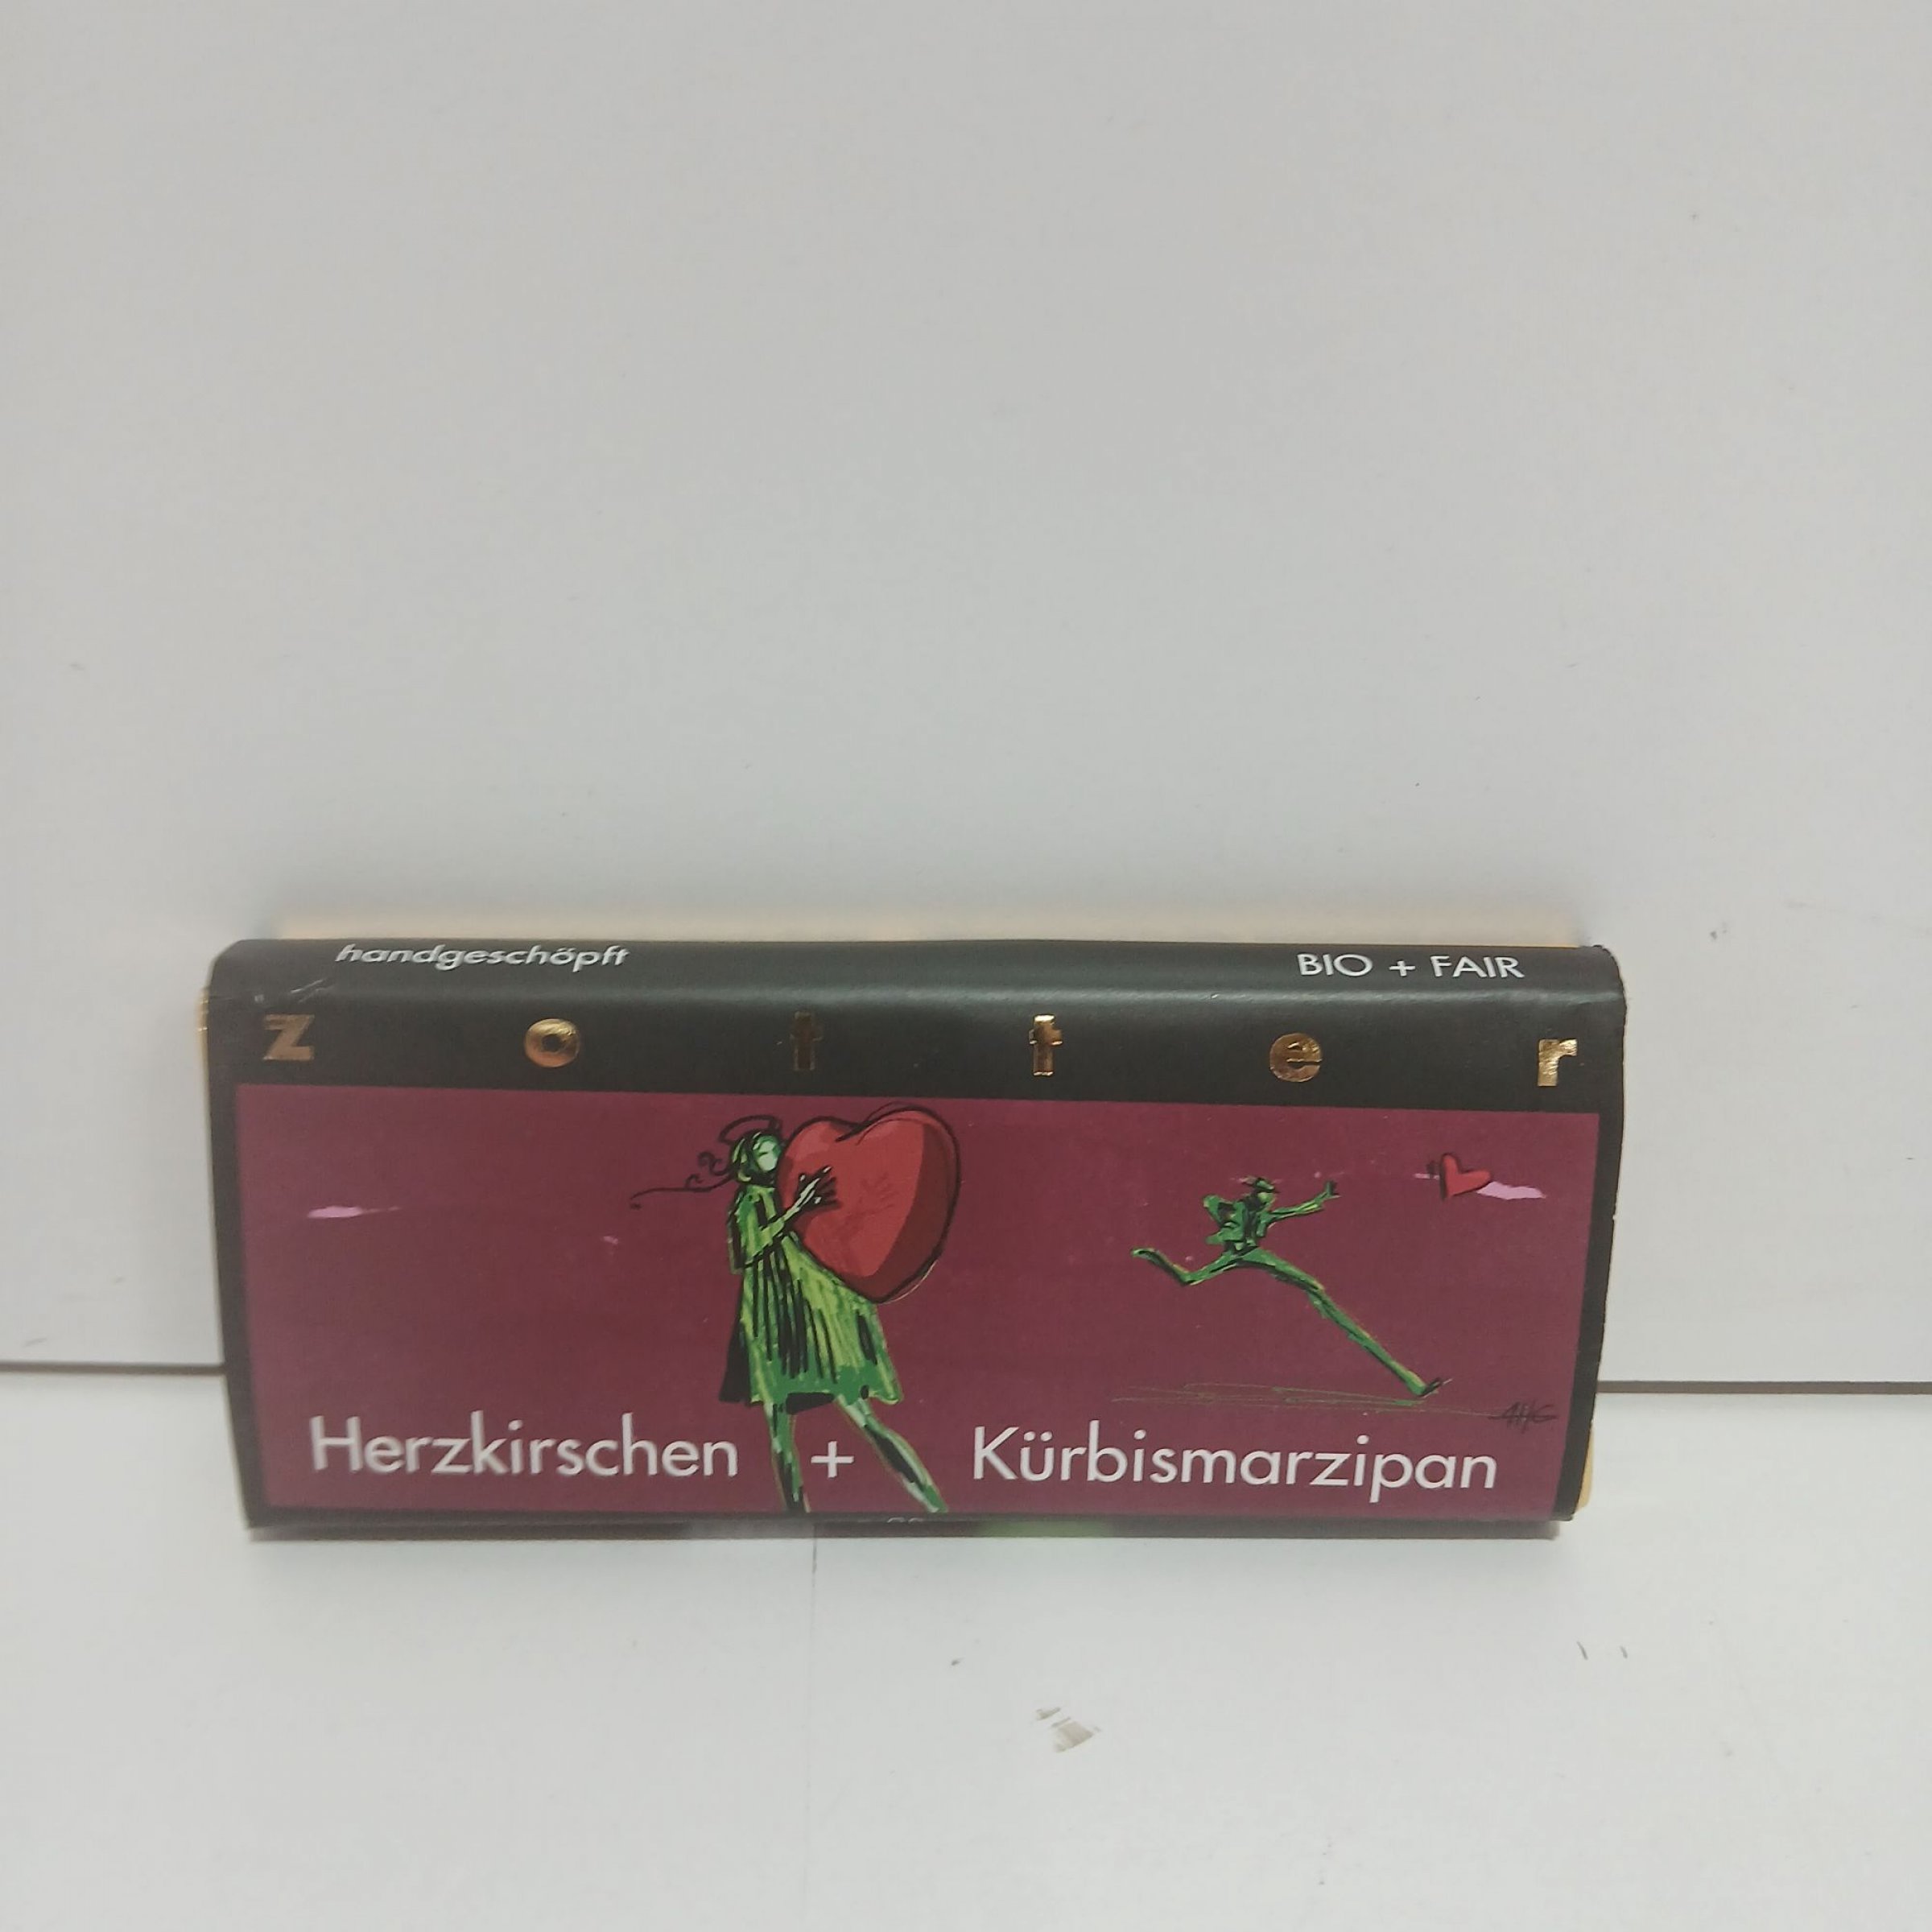 handgeschöpft BIO + FAIR
zotter
Herzkirschen + Kürbismarzipan